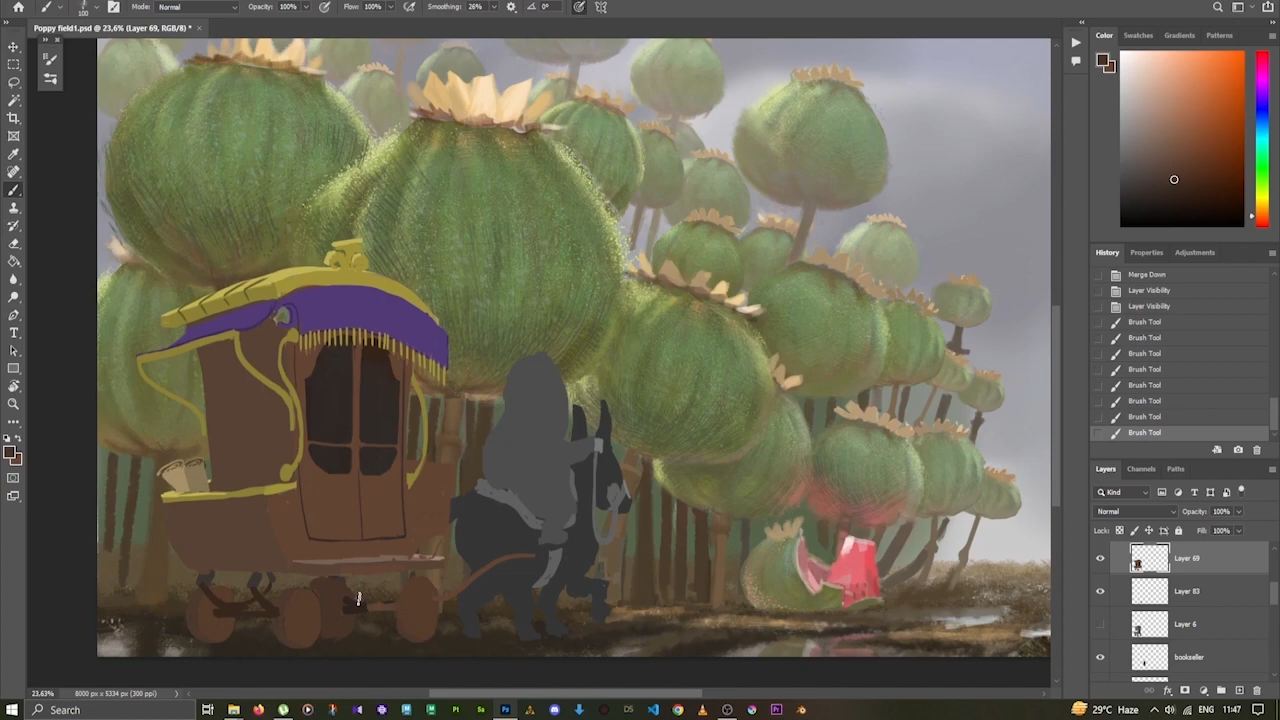 Mode: Normal Opacity: 100% Flow: 100% Smoothing: 26% 0°
100
Poppy field1.psd @ 23,6% (Layer 69, RGB/8) *
Color Swatches Gradients Patterns
History Properties Adjustments
Merge Down
Layer Visibility
Layer Visibility
Brush Tool
Brush Tool
Brush Tool
Brush Tool
Brush Tool
Brush Tool
Brush Tool
Brush Tool
Layers Channels Paths
Kind
Normal Opacity: 100%
Lock: Fill: 100%
Layer 69
Layer 83
Layer 6
bookseller
23,63% 8000 px x 5334 px (300 ppi)
Search 29°C Haze ENG 11:47